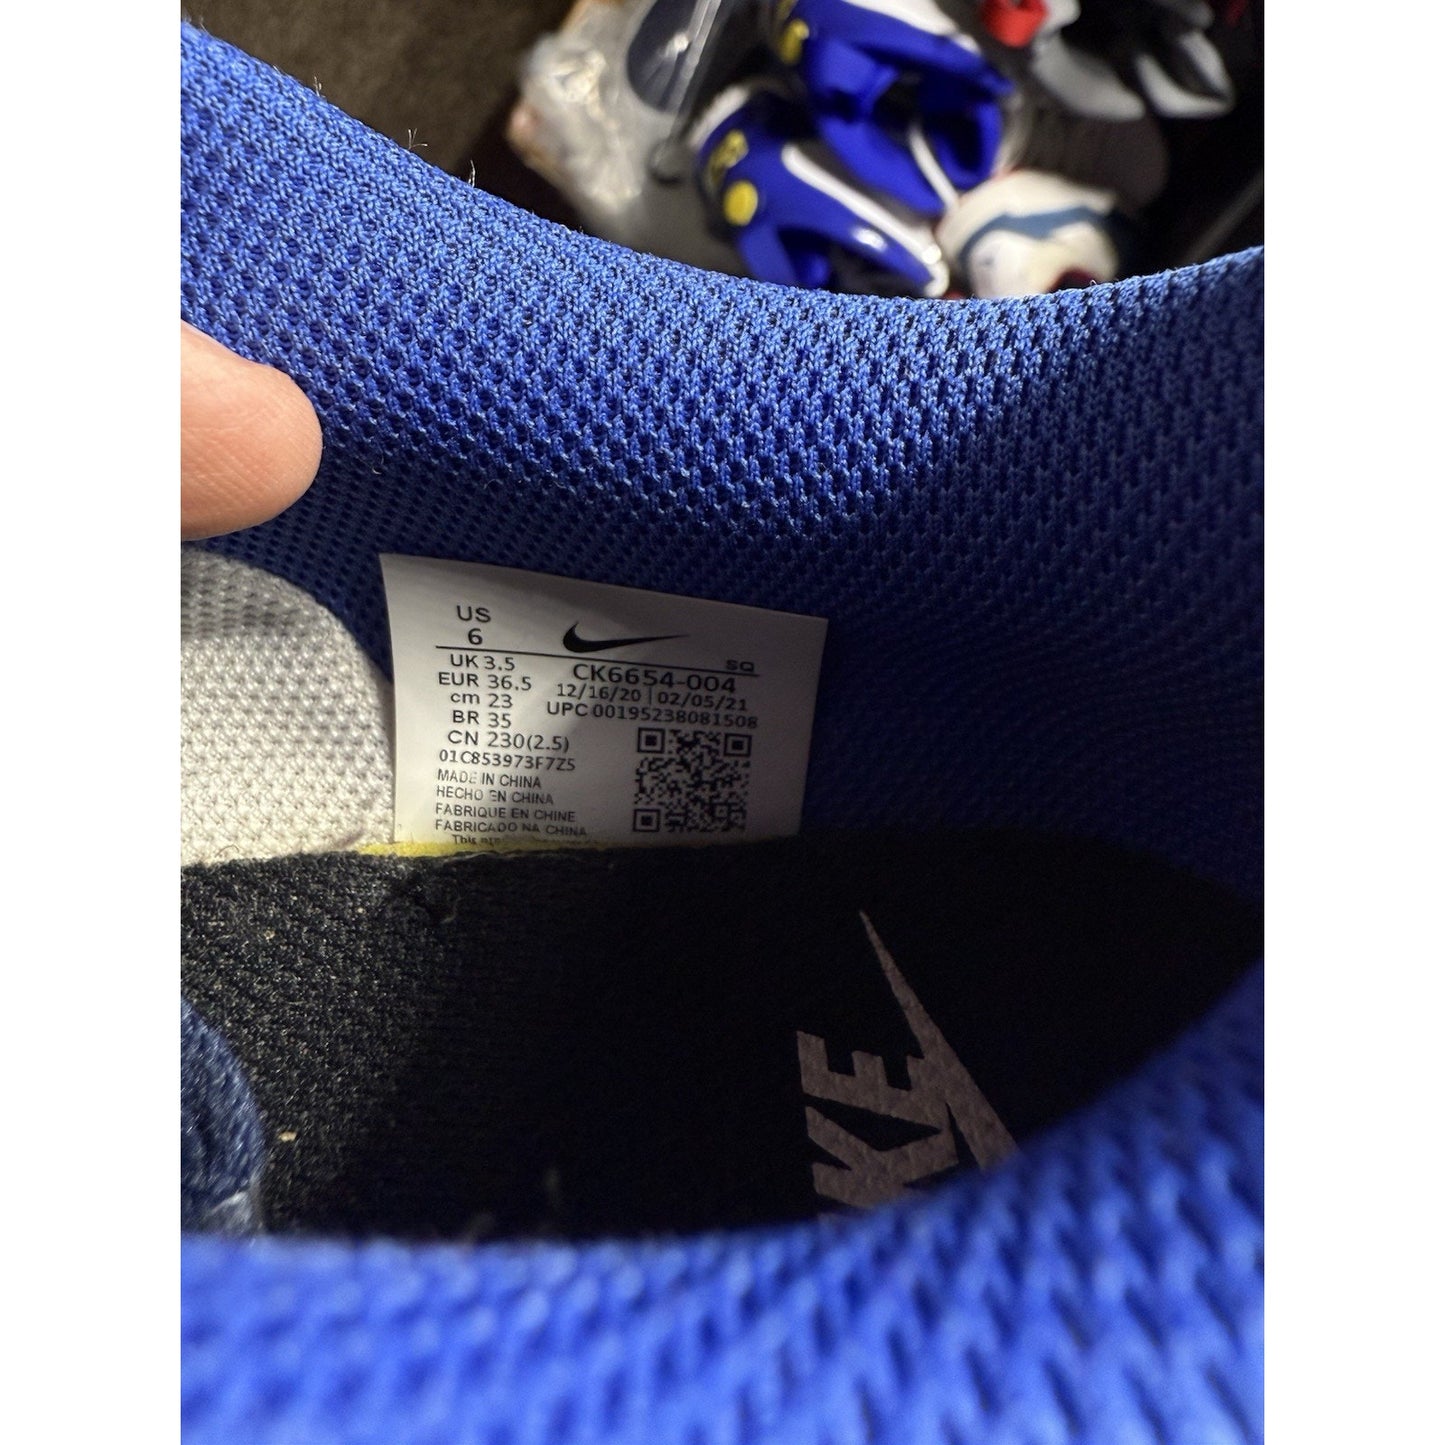 US
6
SQ
UK 3.5
EUR 36.5
cm 23
BR 35
CN 230(2.5)
CK6654-004
12/16/20 | 02/05/21
UPC 00195238081508
01C853973F7Z5
MADE IN CHINA
HECHO EN CHINA
FABRIQUE EN CHINE
FABRICADO NA CHINA
This